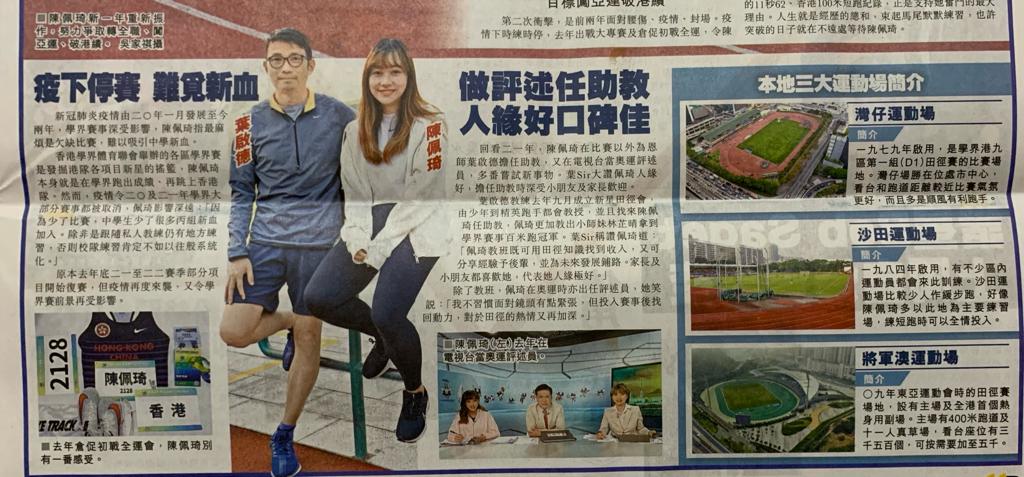 ■陳佩琦新一年重新振
作，努力爭取轉全職、闖
亞運、破港績。 吳家祺攝
目標闖亞運破港績
第二次衝擊，是前兩年面對腰傷、疫情、封場。疫
情下時練時停，去年出戰大專賽及倉促初戰全運，令陳
的11秒62、香港100米短跑紀錄，正是支持她奮鬥的最大
理由。人生就是經歷的總和，東起馬尾默默練習，也許
突破的日子就在不遠處等待陳佩琦。
疫下停賽 難覓新血
新冠肺炎疫情由二○年一月發展至今
兩年，學界賽事深受影響，陳佩琦指最麻
煩是欠缺比賽，難以吸引中學新血。
香港學體育聯會舉辦的各區學界賽
是發掘港隊各項目新星的搖籃，陳佩琦
本身就是在學界跑出成績，再跳上香港
隊。然而，疫情令二○及二一年學界大
部分賽事都被取消，佩琦影響深遠：「因
為少了比賽，中學生少了很多丙組新血
加入。除非是跟隨私人教練仍有地方練
習，否則校隊練習肯定不如以往般系統
化。」
原本去年底二一至二二賽季部分項
目開始復賽，但疫情再度來襲，又令學
界賽前景再受影響。
葉啟德
陳佩琦
2128
HONG KONG
CHINA
陳佩琦
2128
香港
TRACK
■去年倉促初戰全運會，陳佩琦別
有一番感受。
做評述任助教
人緣好口碑佳
回看二一年，陳佩琦在比賽以外為恩
師葉啟德擔任助教，又在電視台當奧運評述
員，多番嘗試新事物，葉Sir大讚佩琦人緣
好，擔任助教時深受小朋友及家長歡迎。
葉啟德教練去年九月成立新星田徑會，
由少年到精英跑手都會教授，並且找來陳佩
琦任助教，佩琦更加教出小師妹林芷晴拿到
學界賽事百米跑冠軍。葉Sir稱讚佩琦道：
「佩琦教班既可用田徑知識找到收入，又可
分享經驗予後輩，並為未來發展鋪路。家長及
小朋友都喜歡她，代表她人緣極好。」
除了教班，佩琦在奧運時亦出任評述員，她笑
說：「我不習慣面對鏡頭有點緊張，但投入賽事後找
回動力，對於田徑的熱情又再加深。」
■陳佩琦(左)去年在
電視台當奧運評述員。
本地三大運動場簡介
灣仔運動場
簡介
一九七九年啟用，是學界港九
區第一組(D1)田徑賽的比賽場
地。灣仔場勝在位處市中心，
看台和跑道距離較近比賽氣氛
更好，而且多是順風有利跑手。
沙田運動場
簡介
一九八四年啟用，有不少區內
運動員都會來此訓練。沙田運
動場比較少人作緩步跑，好像
陳佩琦多以此地為主要練習
場，練短跑時可以全情投入。
將軍澳運動場
簡介
○九年東亞運動會時的田徑賽
場地，設有主場及全港首個熱
身用副場。主場有400米跑道及
十一人真草場，看台座位有三
千五百個，可按需要加至五千。